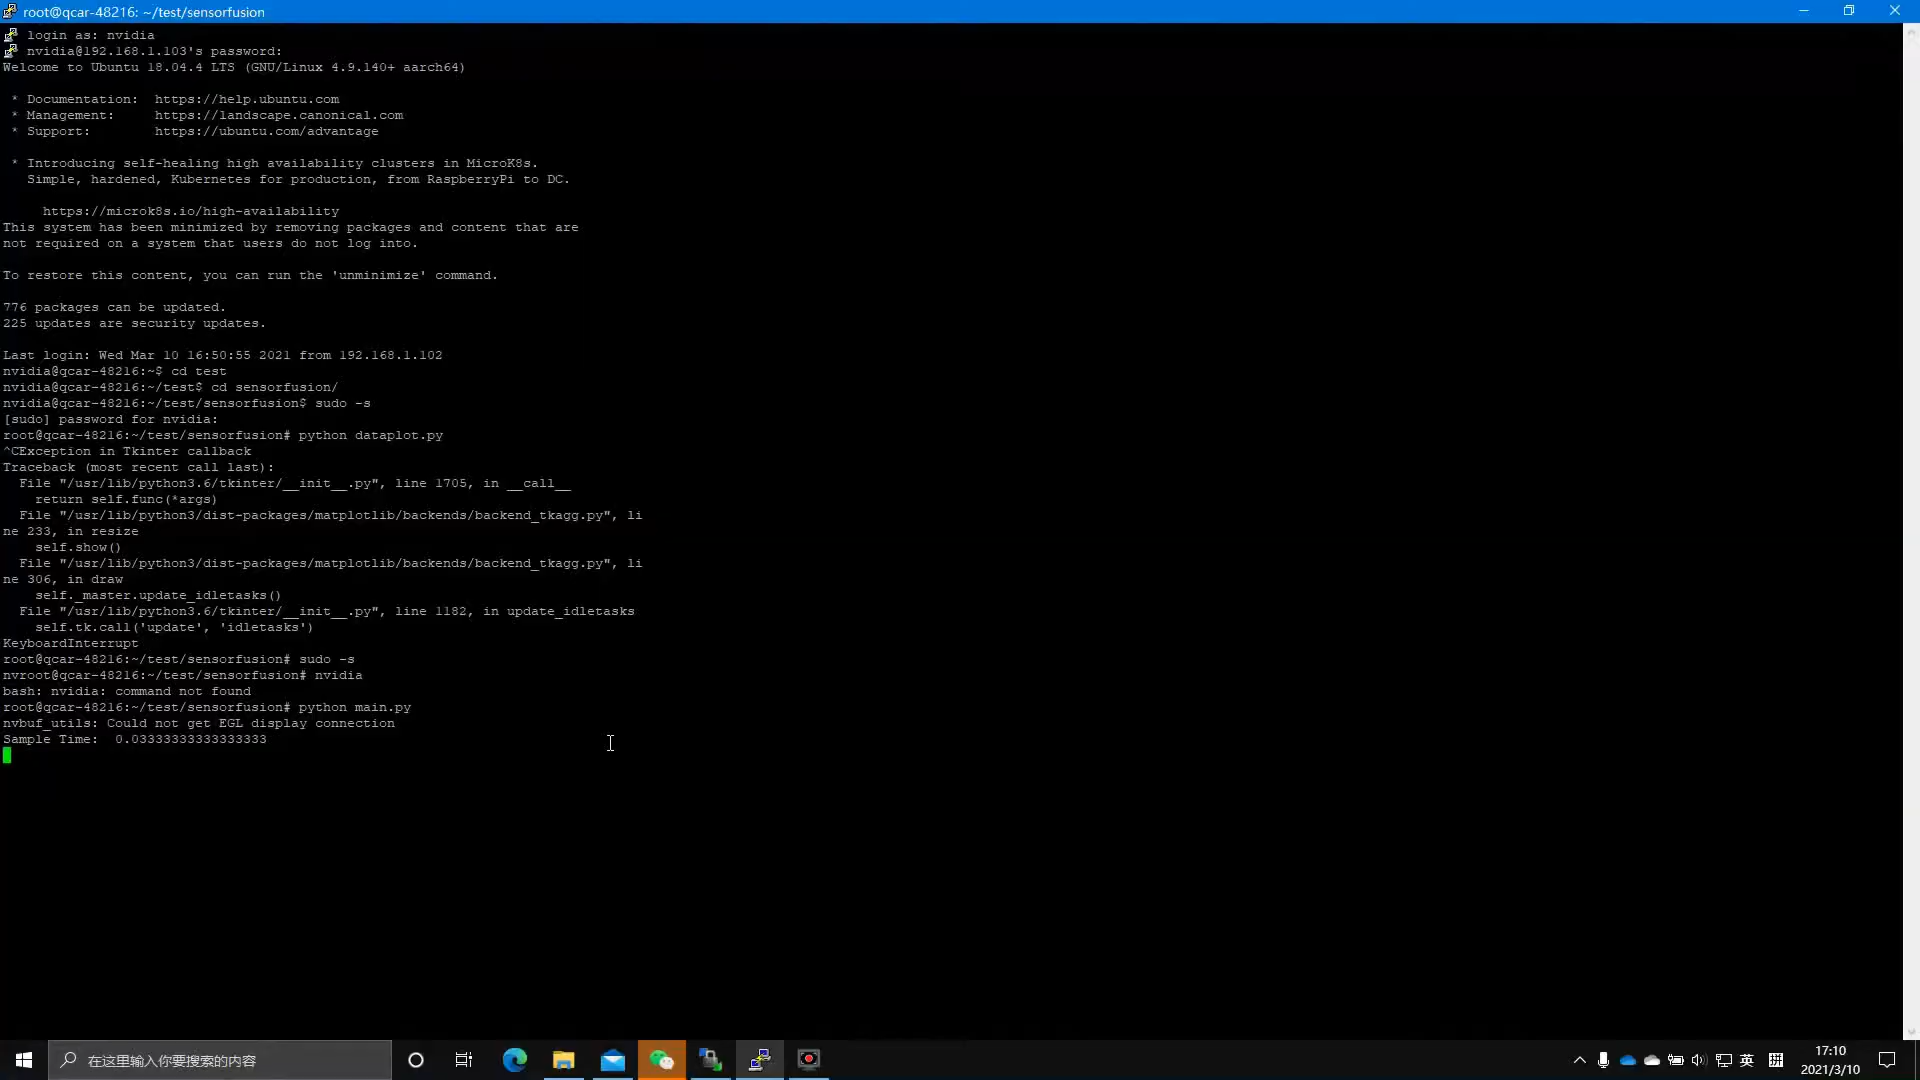 root@qcar-48216: ~/test/sensorfusion
login as: nvidia
nvidia@192.168.1.103's password:
Welcome to Ubuntu 18.04.4 LTS (GNU/Linux 4.9.140+ aarch64)
* Documentation:  https://help.ubuntu.com
* Management:     https://landscape.canonical.com
* Support:        https://ubuntu.com/advantage
* Introducing self-healing high availability clusters in MicroK8s.
Simple, hardened, Kubernetes for production, from RaspberryPi to DC.
https://microk8s.io/high-availability
This system has been minimized by removing packages and content that are
not required on a system that users do not log into.
To restore this content, you can run the 'unminimize' command.
776 packages can be updated.
225 updates are security updates.
Last login: Wed Mar 10 16:50:55 2021 from 192.168.1.102
nvidia@qcar-48216:~$ cd test
nvidia@qcar-48216:~/test$ cd sensorfusion/
nvidia@qcar-48216:~/test/sensorfusion$ sudo -s
[sudo] password for nvidia:
root@qcar-48216:~/test/sensorfusion# python dataplot.py
^CException in Tkinter callback
Traceback (most recent call last):
File "/usr/lib/python3.6/tkinter/__init__.py", line 1705, in __call__
return self.func(*args)
File "/usr/lib/python3/dist-packages/matplotlib/backends/backend_tkagg.py", li
ne 233, in resize
self.show()
File "/usr/lib/python3/dist-packages/matplotlib/backends/backend_tkagg.py", li
ne 306, in draw
self._master.update_idletasks()
File "/usr/lib/python3.6/tkinter/__init__.py", line 1182, in update_idletasks
self.tk.call('update', 'idletasks')
KeyboardInterrupt
root@qcar-48216:~/test/sensorfusion# sudo -s
nvroot@qcar-48216:~/test/sensorfusion# nvidia
bash: nvidia: command not found
root@qcar-48216:~/test/sensorfusion# python main.py
nvbuf_utils: Could not get EGL display connection
Sample Time:  0.03333333333333333
在这里输入你要搜索的内容
英
17:10
2021/3/10